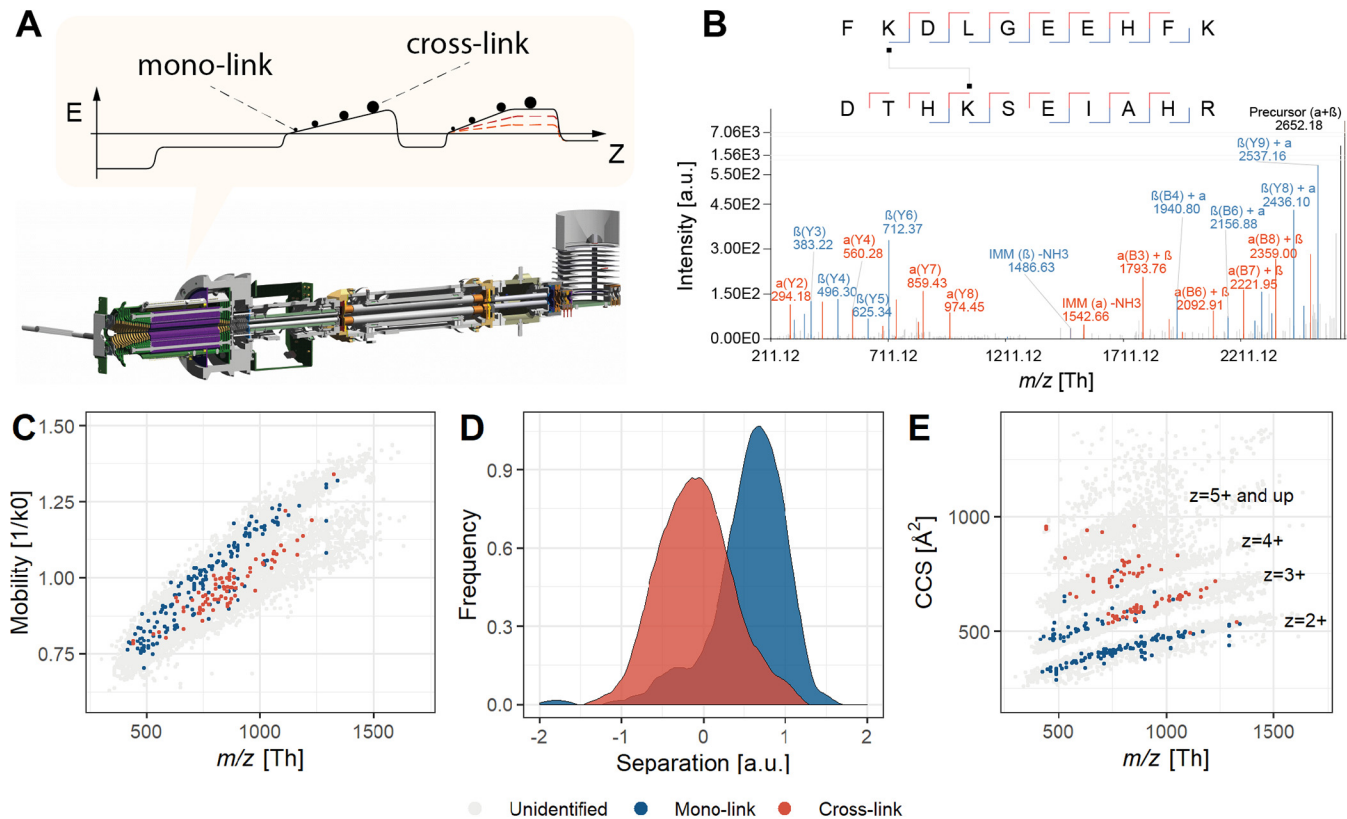 A
cross-link
mono-link
E
Z
B
F K D L G E E H F K
D T H K S E I A H R
Precursor (a+ß)
2652.18
7.06E3
1.56E3
5.50E2
4.50E2
3.00E2
1.50E2
0.00E0
Intensity [a.u.]
ß(Y9) + a
2537.16
ß(B4) + a
1940.80
ß(Y8) + a
2436.10
ß(B6) + a
2156.88
ß(Y6)
712.37
ß(Y3)
383.22
a(Y4)
560.28
IMM (ß) -NH3
1486.63
a(B3) + ß
1793.76
a(B8) + ß
2359.00
a(B7) + ß
2221.95
a(Y2)
294.18
ß(Y4)
496.30
ß(Y5)
625.34
a(Y7)
859.43
a(Y8)
974.45
IMM (a) -NH3
1542.66
a(B6) + ß
2092.91
211.12 711.12 1211.12 1711.12 2211.12
m/z [Th]
C
Mobility [1/k0]
1.50
1.25
1.00
0.75
500 1000 1500
m/z [Th]
D
Frequency
0.9
0.6
0.3
0.0
-2 -1 0 1 2
Separation [a.u.]
E
CCS [Å²]
1000
500
z=5+ and up
z=4+
z=3+
z=2+
500 1000 1500
m/z [Th]
Unidentified Mono-link Cross-link